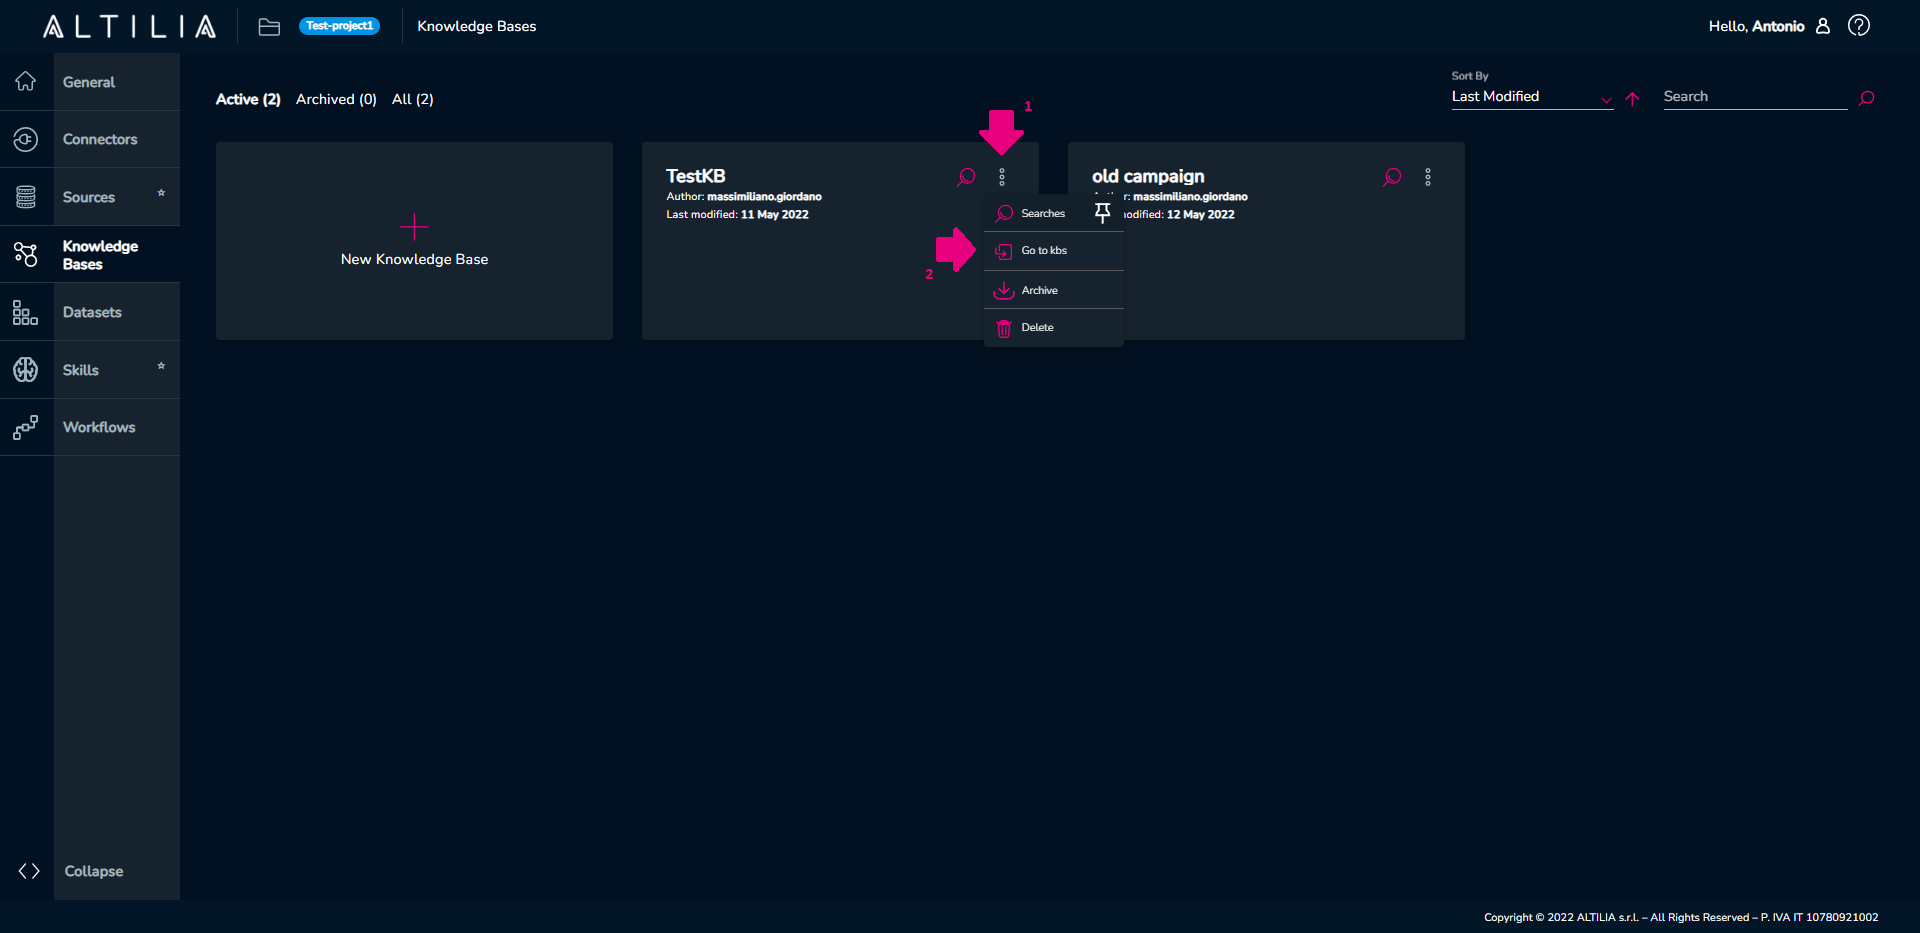 ALTILIA
Test-project1
Knowledge Bases
Hello, Antonio
General
Connectors
Sources
Knowledge
Bases
Datasets
Skills
Workflows
Collapse
Active (2) Archived (0) All (2)
Sort By
Last Modified
Search
1
New Knowledge Base
TestKB
Author: massimiliano.giordano
Last modified: 11 May 2022
2
Searches
Go to kbs
Archive
Delete
old campaign
massimiliano.giordano
12 May 2022
Copyright © 2022 ALTILIA s.r.l. – All Rights Reserved – P. IVA IT 10780921002